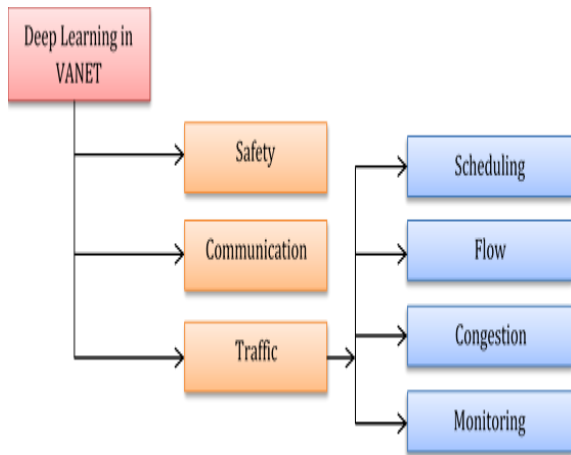 Deep Learning in
VANET
Safety
Communication
Traffic
Scheduling
Flow
Congestion
Monitoring